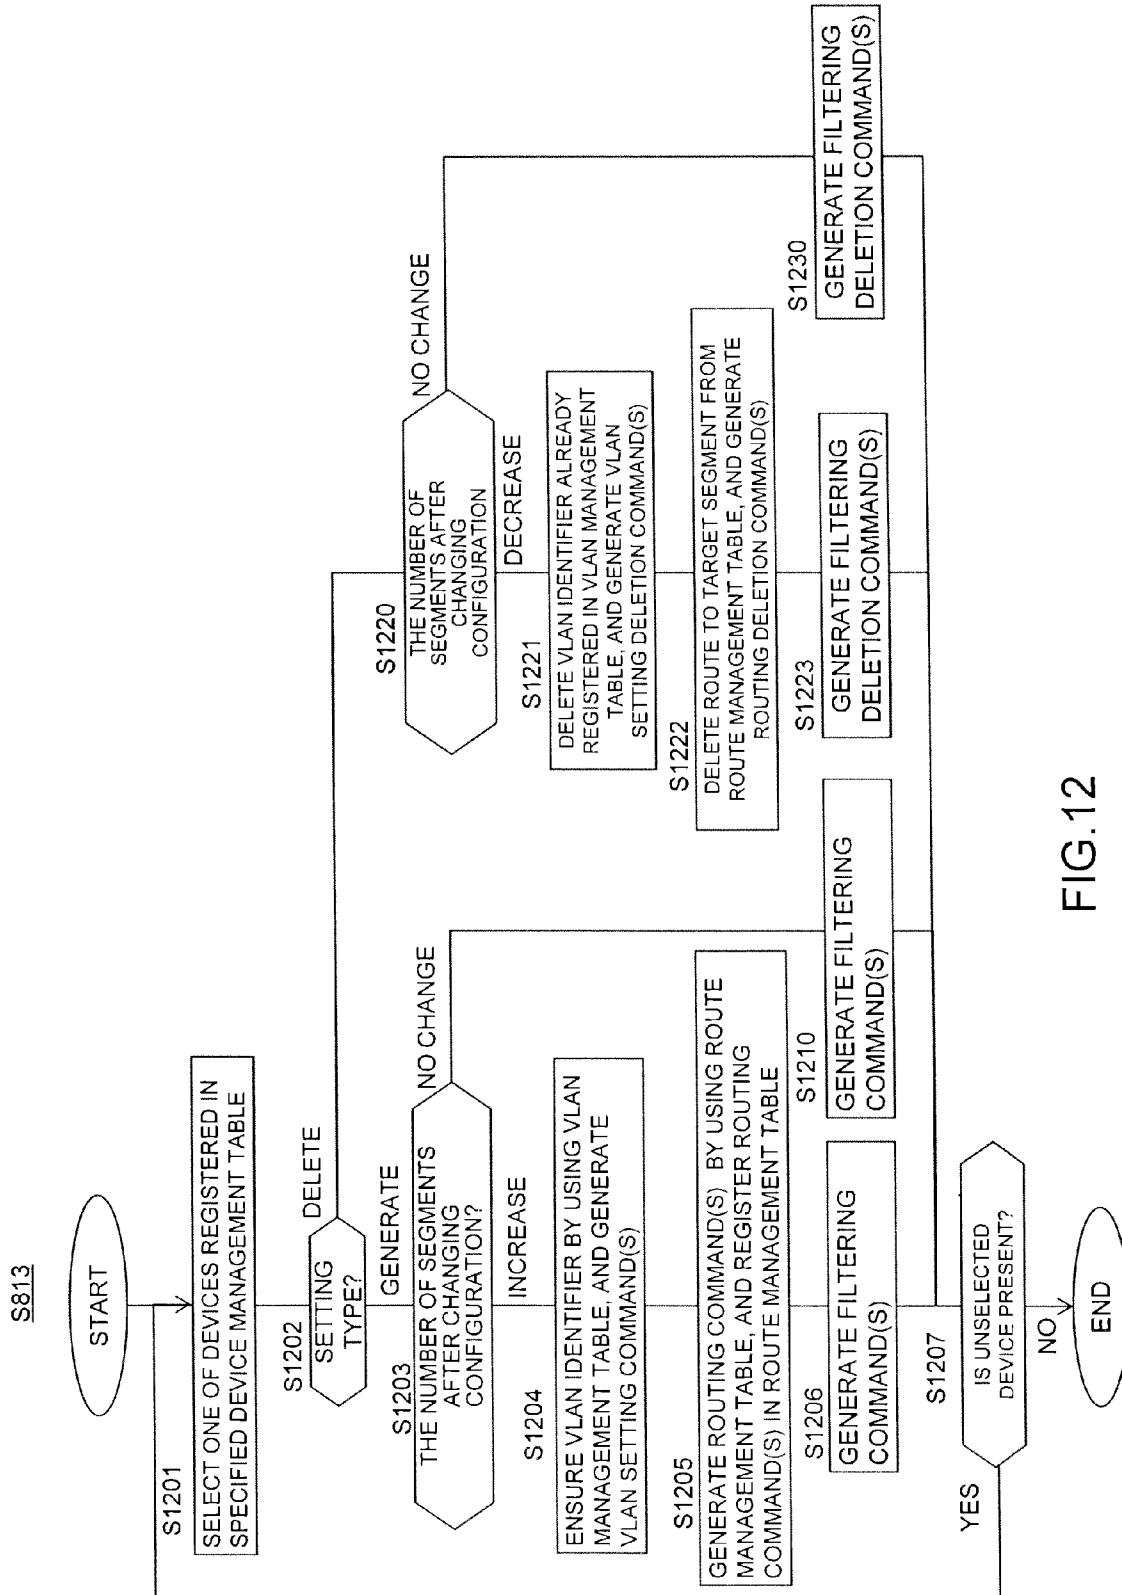 S813
START
S1201
SELECT ONE OF DEVICES REGISTERED IN
SPECIFIED DEVICE MANAGEMENT TABLE
S1202
SETTING
TYPE?
DELETE
GENERATE
S1203
THE NUMBER OF SEGMENTS
AFTER CHANGING
CONFIGURATION?
NO CHANGE
INCREASE
S1204
ENSURE VLAN IDENTIFIER BY USING VLAN
MANAGEMENT TABLE, AND GENERATE
VLAN SETTING COMMAND(S)
S1205
GENERATE ROUTING COMMAND(S) BY USING ROUTE
MANAGEMENT TABLE, AND REGISTER ROUTING
COMMAND(S) IN ROUTE MANAGEMENT TABLE
S1206
GENERATE FILTERING
COMMAND(S)
S1210
GENERATE FILTERING
COMMAND(S)
S1220
THE NUMBER OF
SEGMENTS AFTER
CHANGING
CONFIGURATION
NO CHANGE
DECREASE
S1221
DELETE VLAN IDENTIFIER ALREADY
REGISTERED IN VLAN MANAGEMENT
TABLE, AND GENERATE VLAN
SETTING DELETION COMMAND(S)
S1222
DELETE ROUTE TO TARGET SEGMENT FROM
ROUTE MANAGEMENT TABLE, AND GENERATE
ROUTING DELETION COMMAND(S)
S1223
GENERATE FILTERING
DELETION COMMAND(S)
S1230
GENERATE FILTERING
DELETION COMMAND(S)
S1207
IS UNSELECTED
DEVICE PRESENT?
YES
NO
END
FIG.12